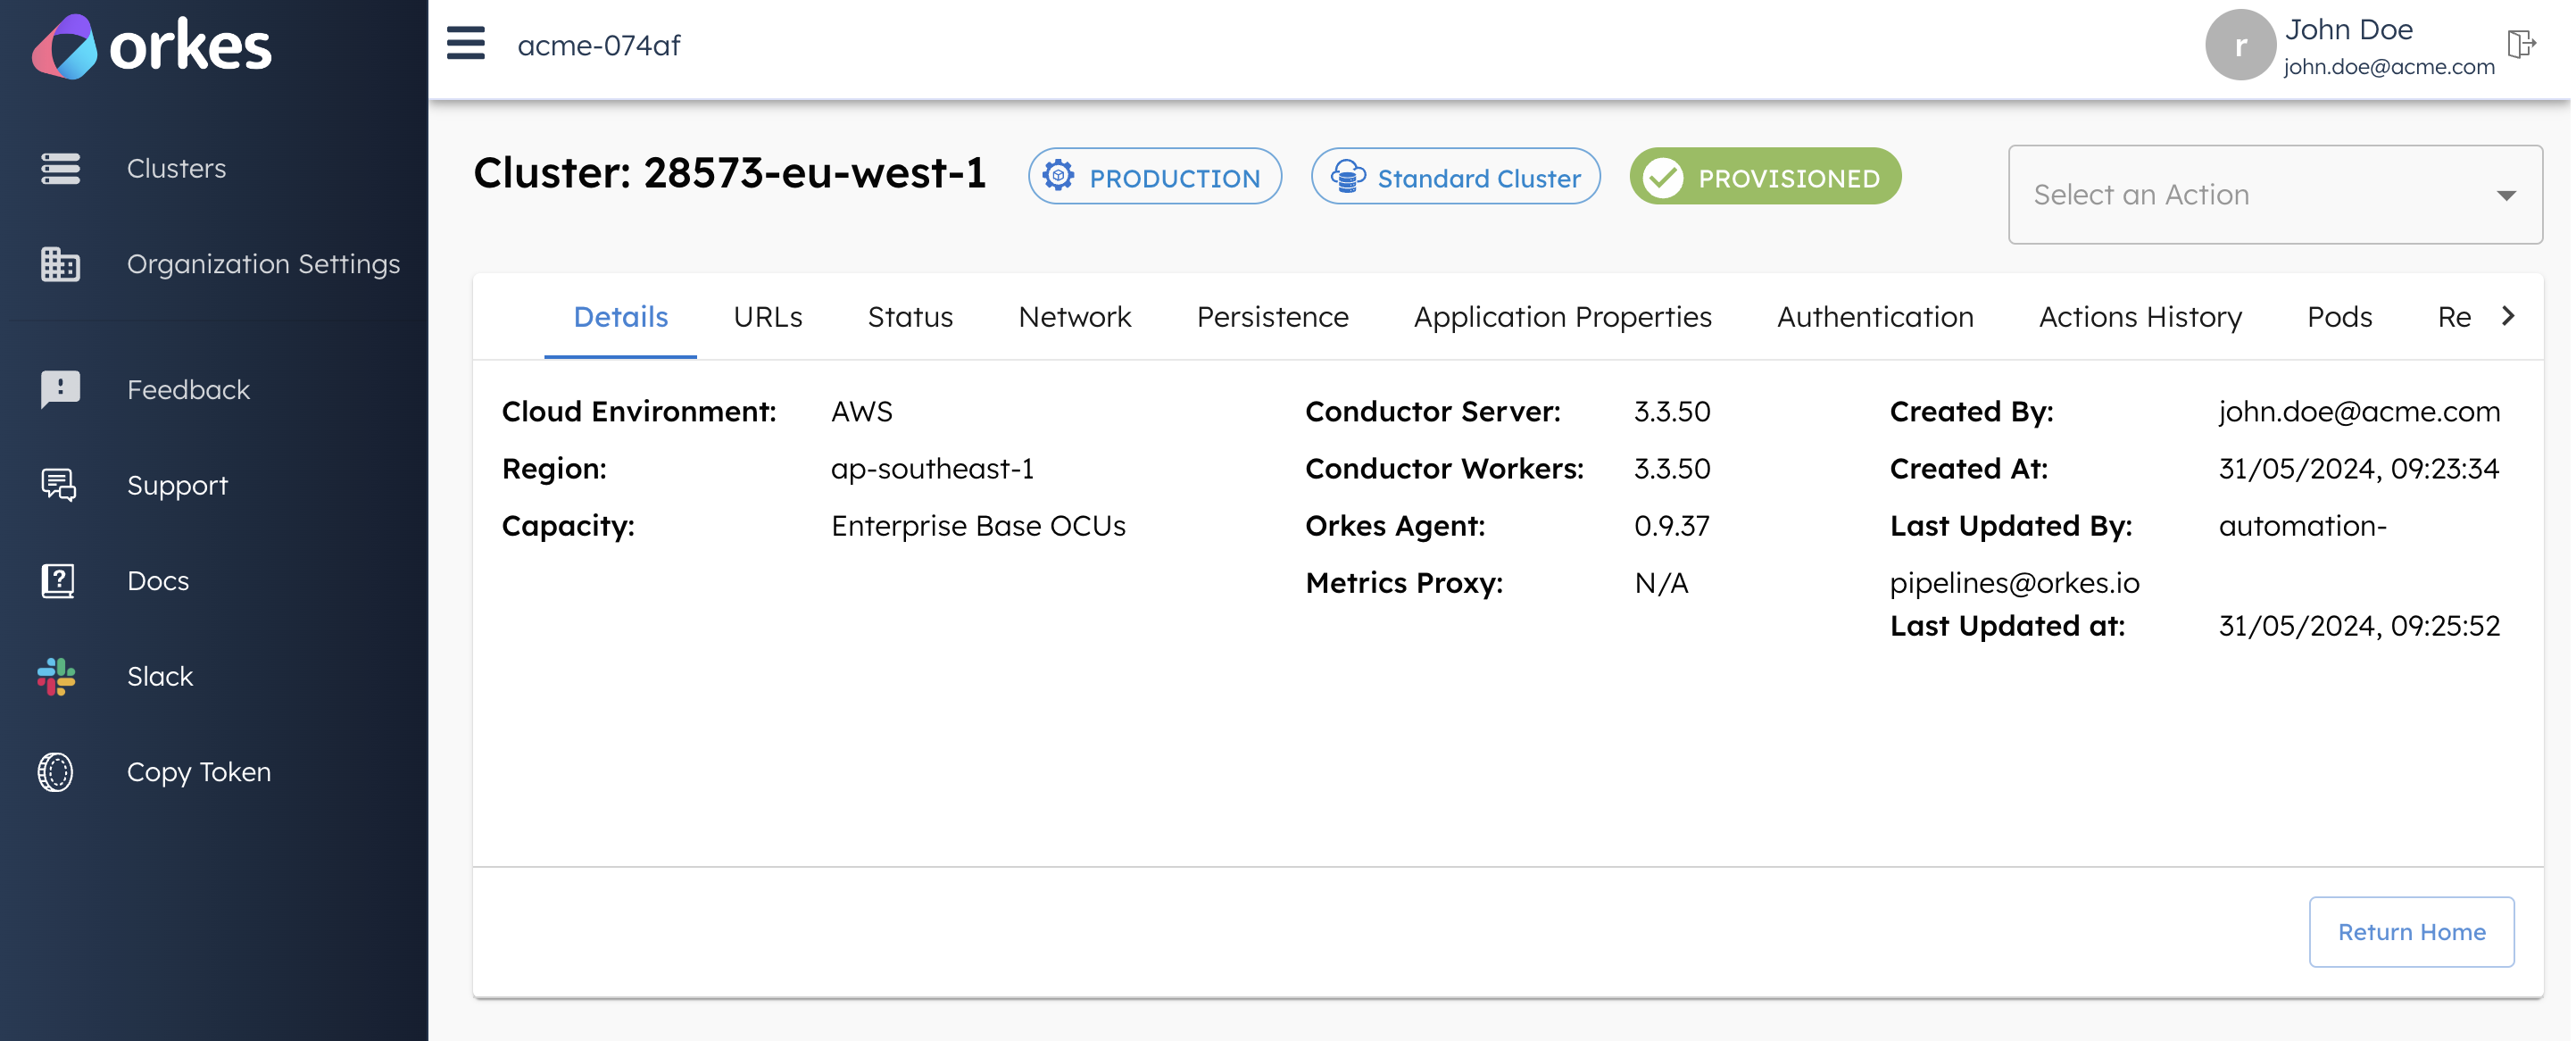 orkes
acme-074af
r
John Doe
john.doe@acme.com
Clusters
Organization Settings
Feedback
Support
Docs
Slack
Copy Token
Cluster: 28573-eu-west-1
PRODUCTION
Standard Cluster
PROVISIONED
Select an Action
Details URLs Status Network Persistence Application Properties Authentication Actions History Pods Re
Cloud Environment: AWS
Region: ap-southeast-1
Capacity: Enterprise Base OCUs
Conductor Server: 3.3.50
Conductor Workers: 3.3.50
Orkes Agent: 0.9.37
Metrics Proxy: N/A
Created By: john.doe@acme.com
Created At: 31/05/2024, 09:23:34
Last Updated By: automation-
pipelines@orkes.io
Last Updated at: 31/05/2024, 09:25:52
Return Home